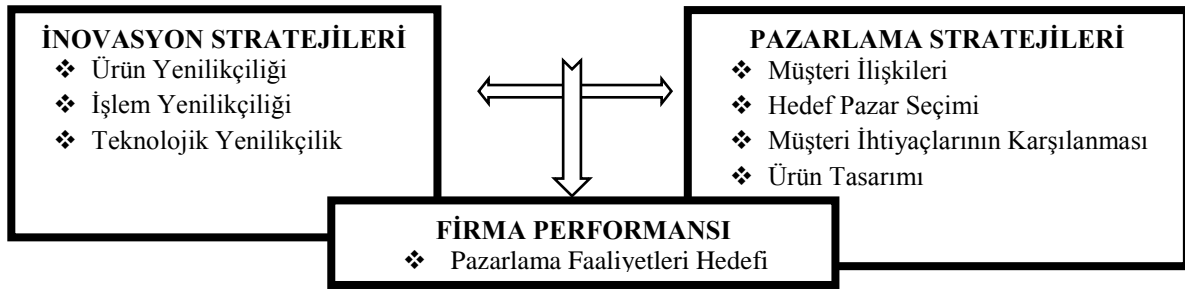 İNOVASYON STRATEJİLERİ
❖ Ürün Yenilikçiliği
❖ İşlem Yenilikçiliği
❖ Teknolojik Yenilikçilik
PAZARLAMA STRATEJİLERİ
❖ Müşteri İlişkileri
❖ Hedef Pazar Seçimi
❖ Müşteri İhtiyaçlarının Karşılanması
❖ Ürün Tasarımı
FİRMA PERFORMANSI
❖ Pazarlama Faaliyetleri Hedefi